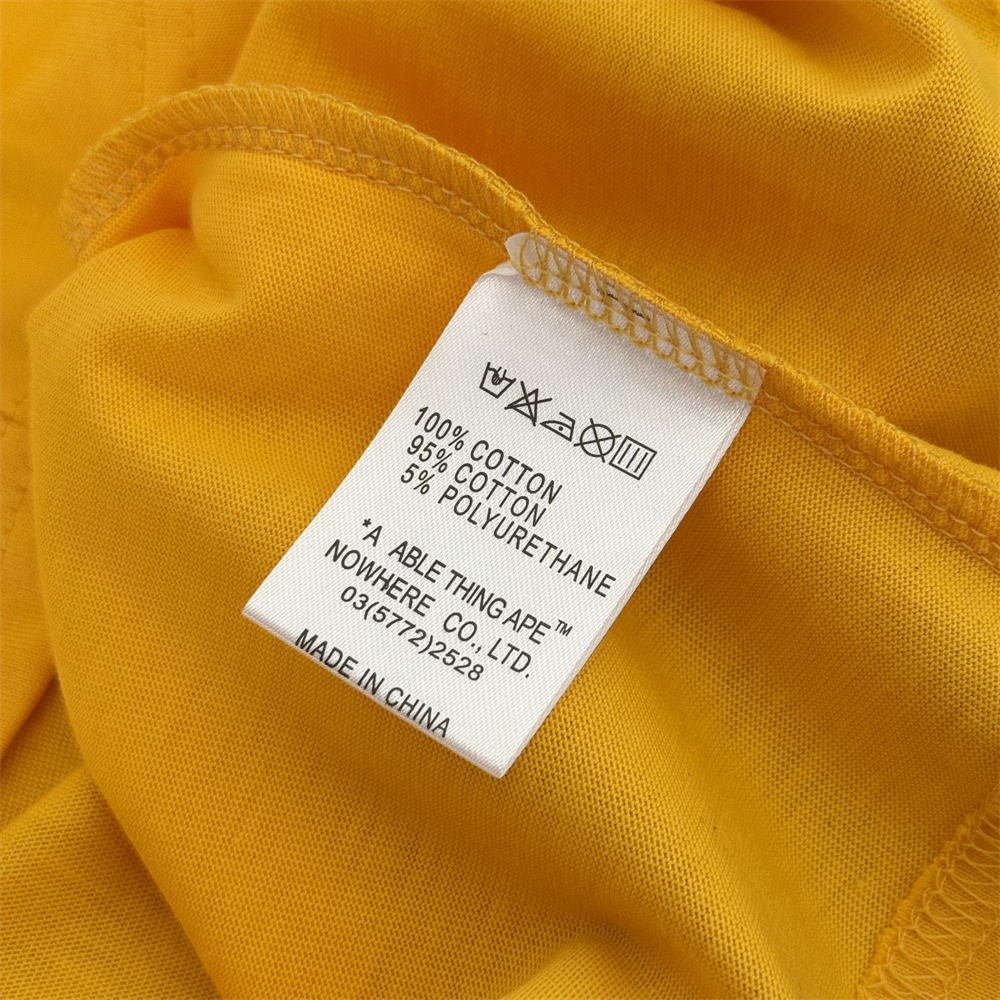 100% COTTON
95% COTTON
5% POLYURETHANE
*A ABLE THING APE™
NOWHERE CO., LTD.
03(5772)2528
MADE IN CHINA